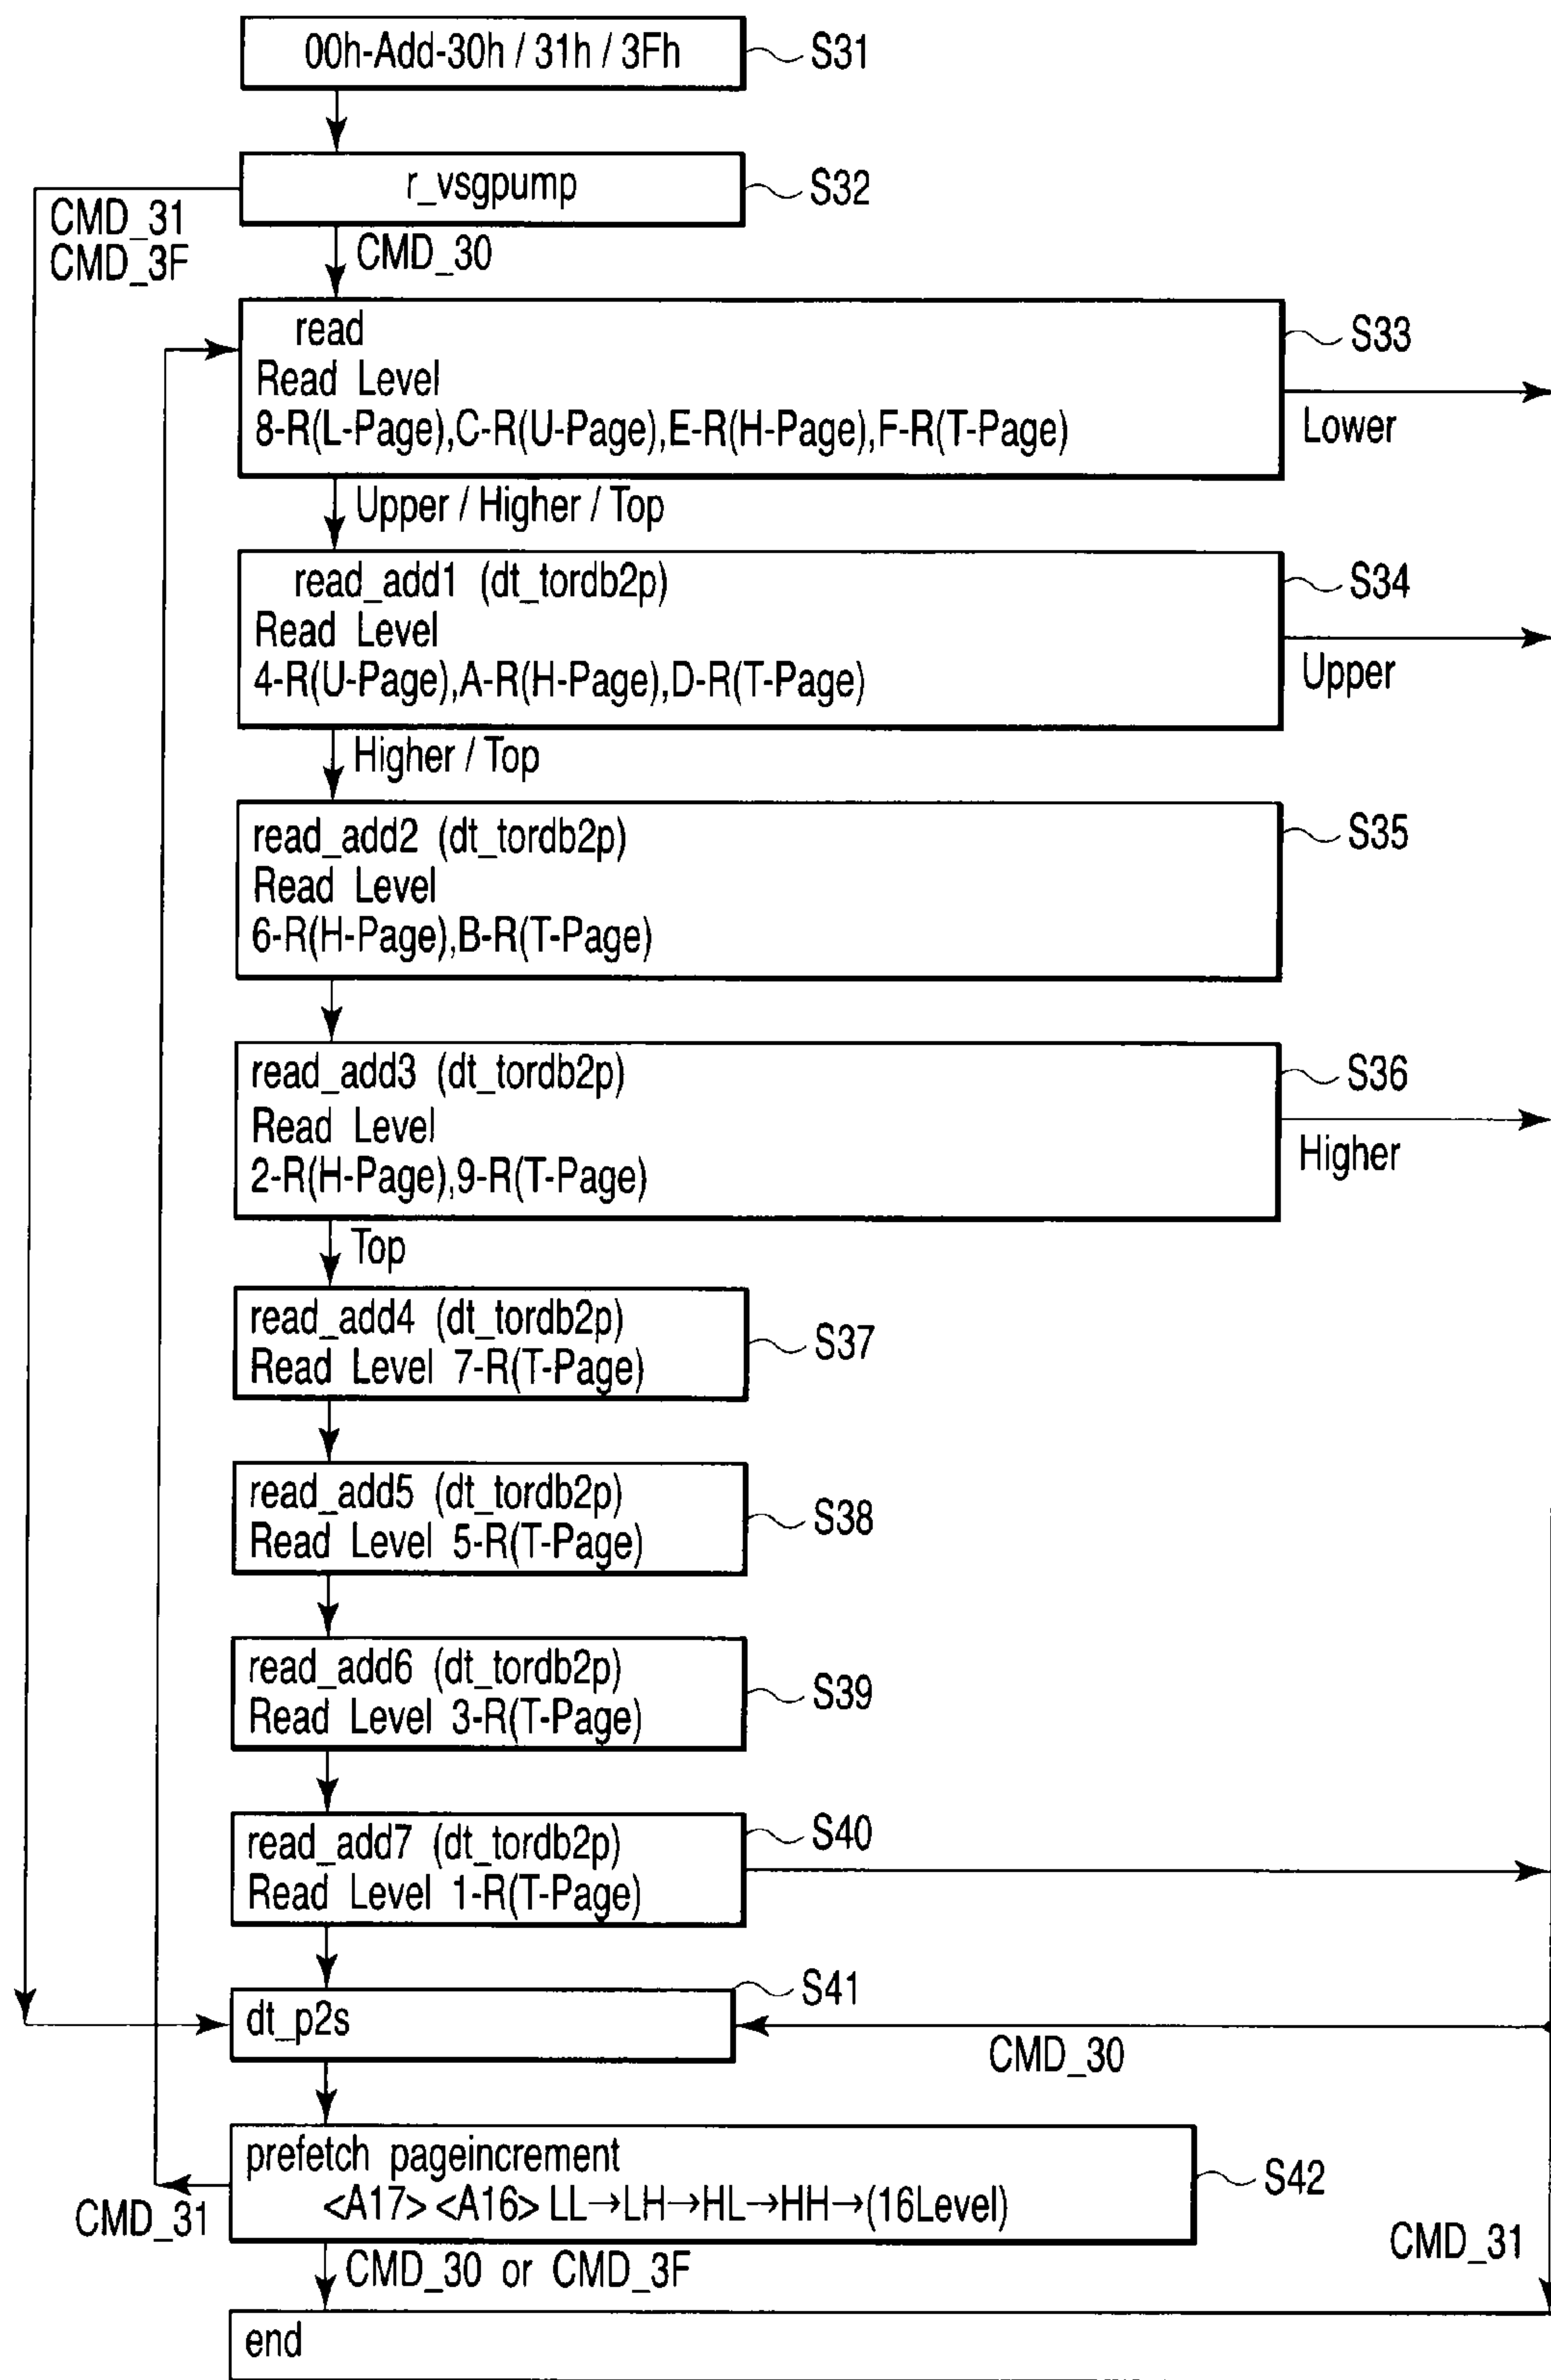 00h-Add-30h / 31h / 3Fh
S31
r_vsgpump
S32
CMD_31
CMD_3F
CMD_30
read
Read Level
8-R(L-Page),C-R(U-Page),E-R(H-Page),F-R(T-Page)
S33
Lower
Upper / Higher / Top
read_add1 (dt_tordb2p)
Read Level
4-R(U-Page),A-R(H-Page),D-R(T-Page)
S34
Upper
Higher / Top
read_add2 (dt_tordb2p)
Read Level
6-R(H-Page),B-R(T-Page)
S35
read_add3 (dt_tordb2p)
Read Level
2-R(H-Page),9-R(T-Page)
S36
Higher
Top
read_add4 (dt_tordb2p)
Read Level 7-R(T-Page)
S37
read_add5 (dt_tordb2p)
Read Level 5-R(T-Page)
S38
read_add6 (dt_tordb2p)
Read Level 3-R(T-Page)
S39
read_add7 (dt_tordb2p)
Read Level 1-R(T-Page)
S40
dt_p2s
S41
CMD_30
prefetch pageincrement
<A17> <A16> LL→LH→HL→HH→(16Level)
S42
CMD_31
CMD_31
CMD_30 or CMD_3F
end